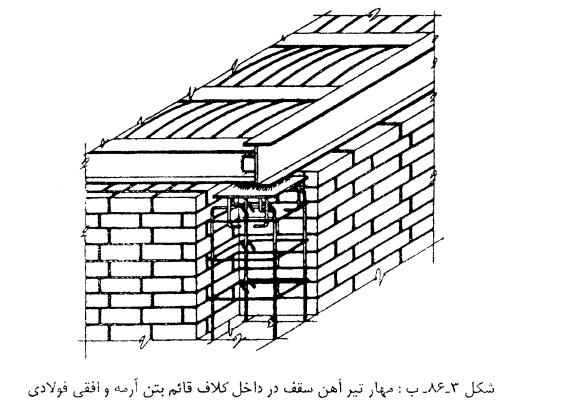 شکل ۳ـ۸۶ـ ب : مهار تیر آهن سقف در داخل کلاف قائم بتن آرمه و افقی فولادی